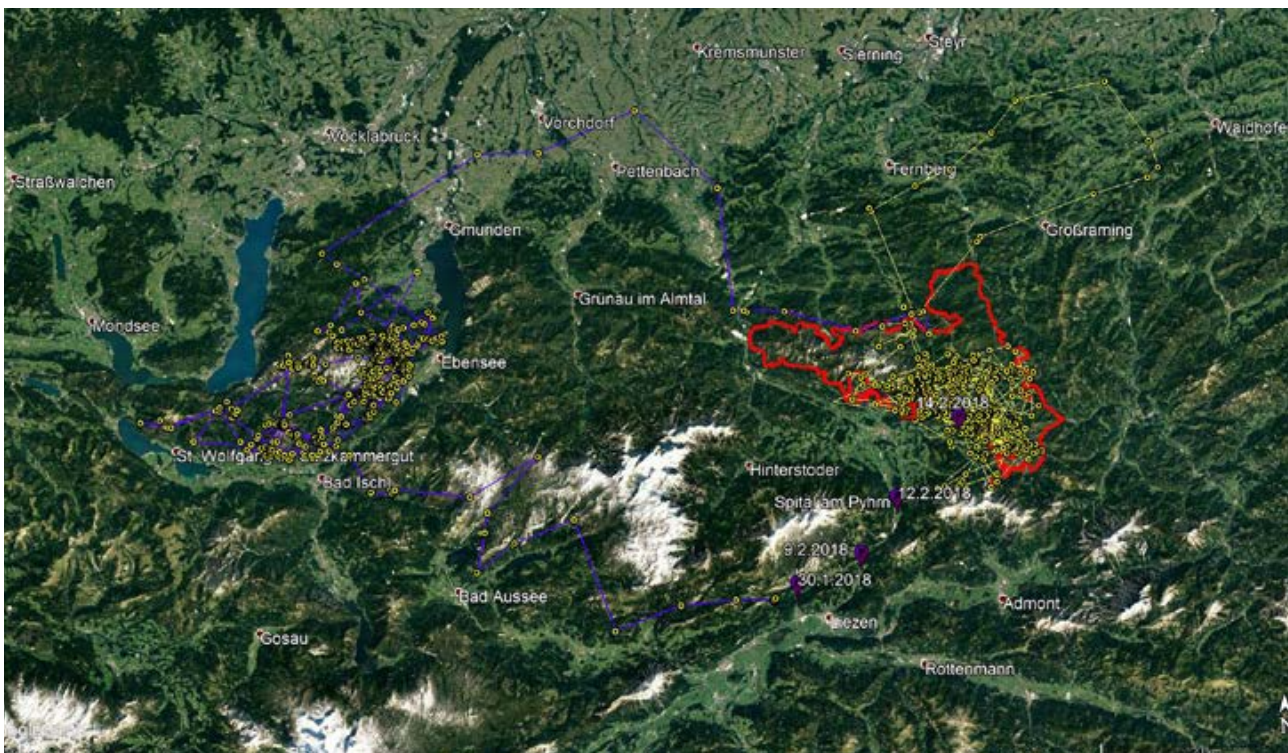 Kremsmünster
Sierning
Steyr
Vöcklabruck
Vorchdorf
Waidhofe
Straßwalchen
Pettenbach
Ternberg
Gmunden
Großraming
Grünau im Almtal
Mondsee
Ebensee
14.2.2018
St. Wolfgang
zkammergut
Bad Ischl
Hinterstoder
12.2.2018
Spital am Pyhrn
9.2.2018
30.1.2018
Bad Aussee
Admont
Liezen
Gosau
Rottenmann